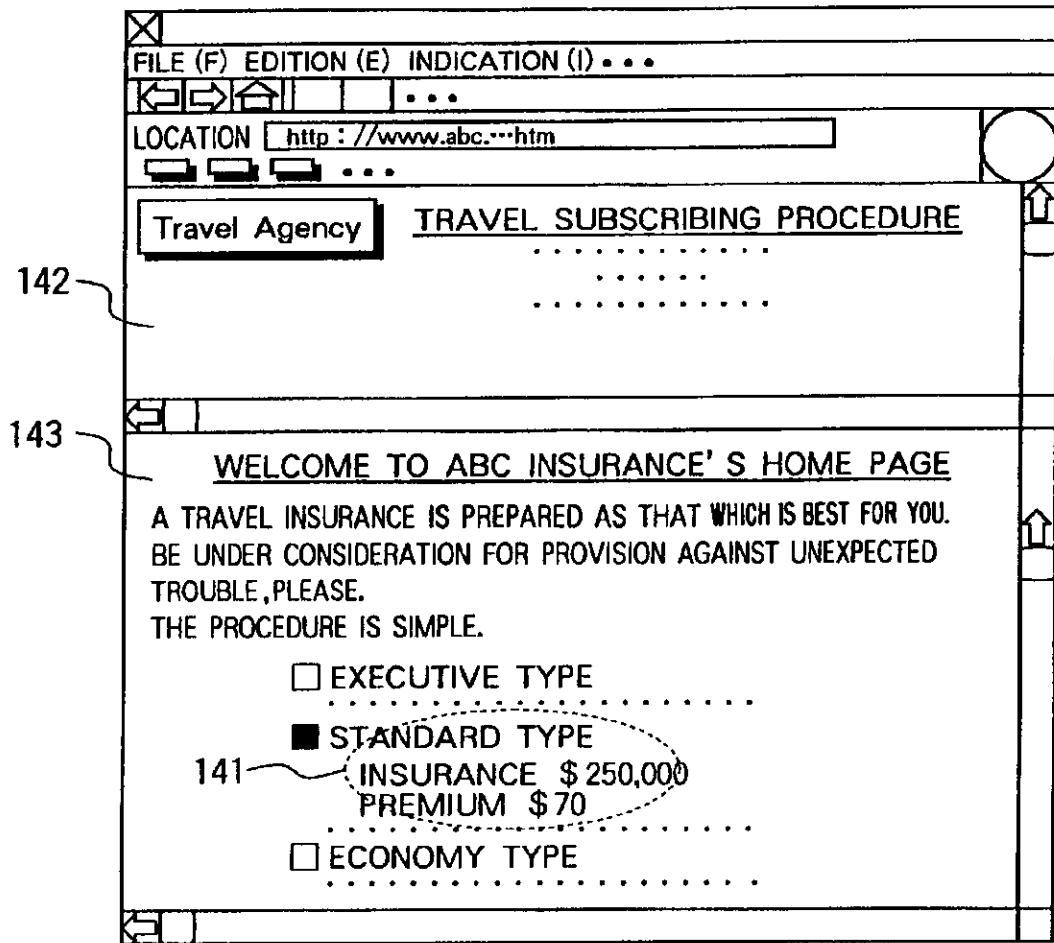 FILE (F) EDITION (E) INDICATION (I) • • •
• • •
LOCATION http : //www.abc.···htm
• • •
Travel Agency TRAVEL SUBSCRIBING PROCEDURE
142
143
WELCOME TO ABC INSURANCE' S HOME PAGE
A TRAVEL INSURANCE IS PREPARED AS THAT WHICH IS BEST FOR YOU.
BE UNDER CONSIDERATION FOR PROVISION AGAINST UNEXPECTED
TROUBLE,PLEASE.
THE PROCEDURE IS SIMPLE.
EXECUTIVE TYPE
STANDARD TYPE
141 INSURANCE $ 250,000
PREMIUM $ 70
ECONOMY TYPE